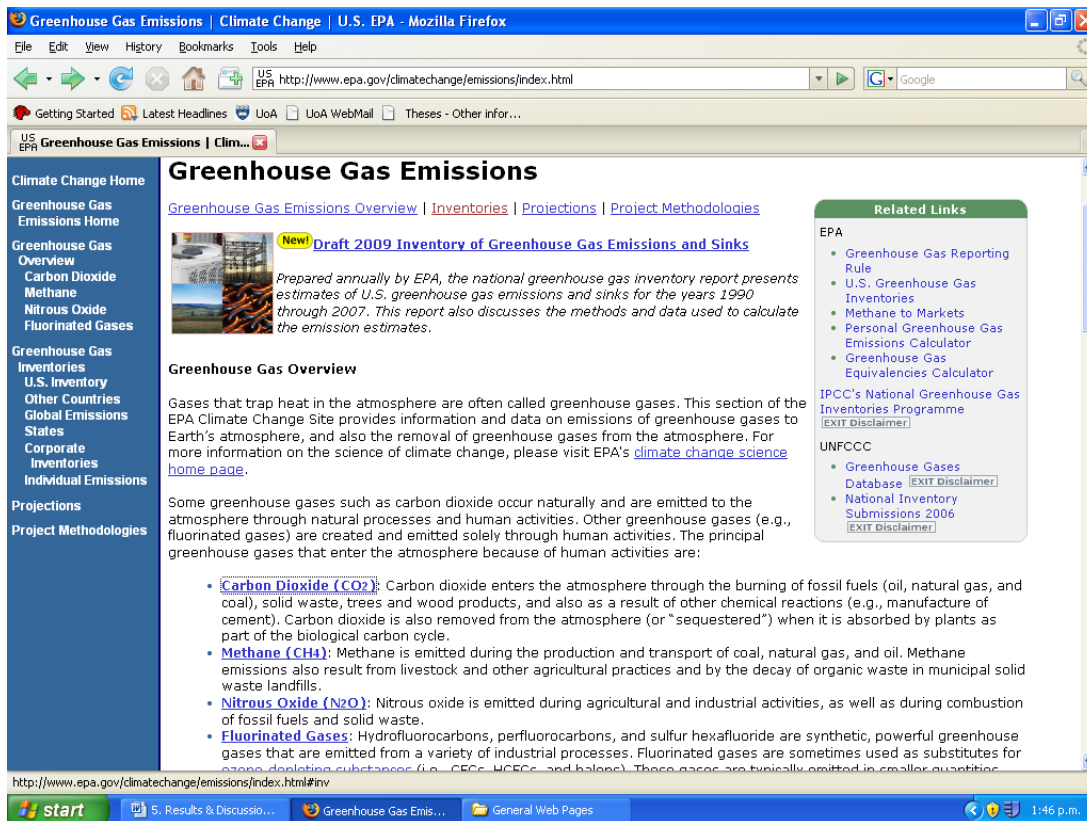 Greenhouse Gas Emissions | Climate Change | U.S. EPA - Mozilla Firefox
File Edit View History Bookmarks Tools Help
US EPA http://www.epa.gov/climatechange/emissions/index.html
G Google
Getting Started Latest Headlines UoA UoA WebMail Theses - Other infor...
US EPA Greenhouse Gas Emissions | Clim...
Climate Change Home
Greenhouse Gas
Emissions Home
Greenhouse Gas
Overview
Carbon Dioxide
Methane
Nitrous Oxide
Fluorinated Gases
Greenhouse Gas
Inventories
U.S. Inventory
Other Countries
Global Emissions
States
Corporate
Inventories
Individual Emissions
Projections
Project Methodologies
Greenhouse Gas Emissions
Greenhouse Gas Emissions Overview | Inventories | Projections | Project Methodologies
New! Draft 2009 Inventory of Greenhouse Gas Emissions and Sinks
Prepared annually by EPA, the national greenhouse gas inventory report presents
estimates of U.S. greenhouse gas emissions and sinks for the years 1990
through 2007. This report also discusses the methods and data used to calculate
the emission estimates.
Greenhouse Gas Overview
Gases that trap heat in the atmosphere are often called greenhouse gases. This section of the
EPA Climate Change Site provides information and data on emissions of greenhouse gases to
Earth's atmosphere, and also the removal of greenhouse gases from the atmosphere. For
more information on the science of climate change, please visit EPA's climate change science
home page.
Some greenhouse gases such as carbon dioxide occur naturally and are emitted to the
atmosphere through natural processes and human activities. Other greenhouse gases (e.g.,
fluorinated gases) are created and emitted solely through human activities. The principal
greenhouse gases that enter the atmosphere because of human activities are:
• Carbon Dioxide (CO2): Carbon dioxide enters the atmosphere through the burning of fossil fuels (oil, natural gas, and
coal), solid waste, trees and wood products, and also as a result of other chemical reactions (e.g., manufacture of
cement). Carbon dioxide is also removed from the atmosphere (or "sequestered") when it is absorbed by plants as
part of the biological carbon cycle.
• Methane (CH4): Methane is emitted during the production and transport of coal, natural gas, and oil. Methane
emissions also result from livestock and other agricultural practices and by the decay of organic waste in municipal solid
waste landfills.
• Nitrous Oxide (N2O): Nitrous oxide is emitted during agricultural and industrial activities, as well as during combustion
of fossil fuels and solid waste.
• Fluorinated Gases: Hydrofluorocarbons, perfluorocarbons, and sulfur hexafluoride are synthetic, powerful greenhouse
gases that are emitted from a variety of industrial processes. Fluorinated gases are sometimes used as substitutes for
ozone-depleting substances (i.e., CFCs, HCFCs, and halons). These gases are typically emitted in smaller quantities,
Related Links
EPA
• Greenhouse Gas Reporting
Rule
• U.S. Greenhouse Gas
Inventories
• Methane to Markets
• Personal Greenhouse Gas
Emissions Calculator
• Greenhouse Gas
Equivalencies Calculator
IPCC's National Greenhouse Gas
Inventories Programme
EXIT Disclaimer
UNFCCC
• Greenhouse Gases
Database EXIT Disclaimer
• National Inventory
Submissions 2006
EXIT Disclaimer
http://www.epa.gov/climatechange/emissions/index.html#inv
start 5. Results & Discussio... Greenhouse Gas Emis... General Web Pages 1:46 p.m.